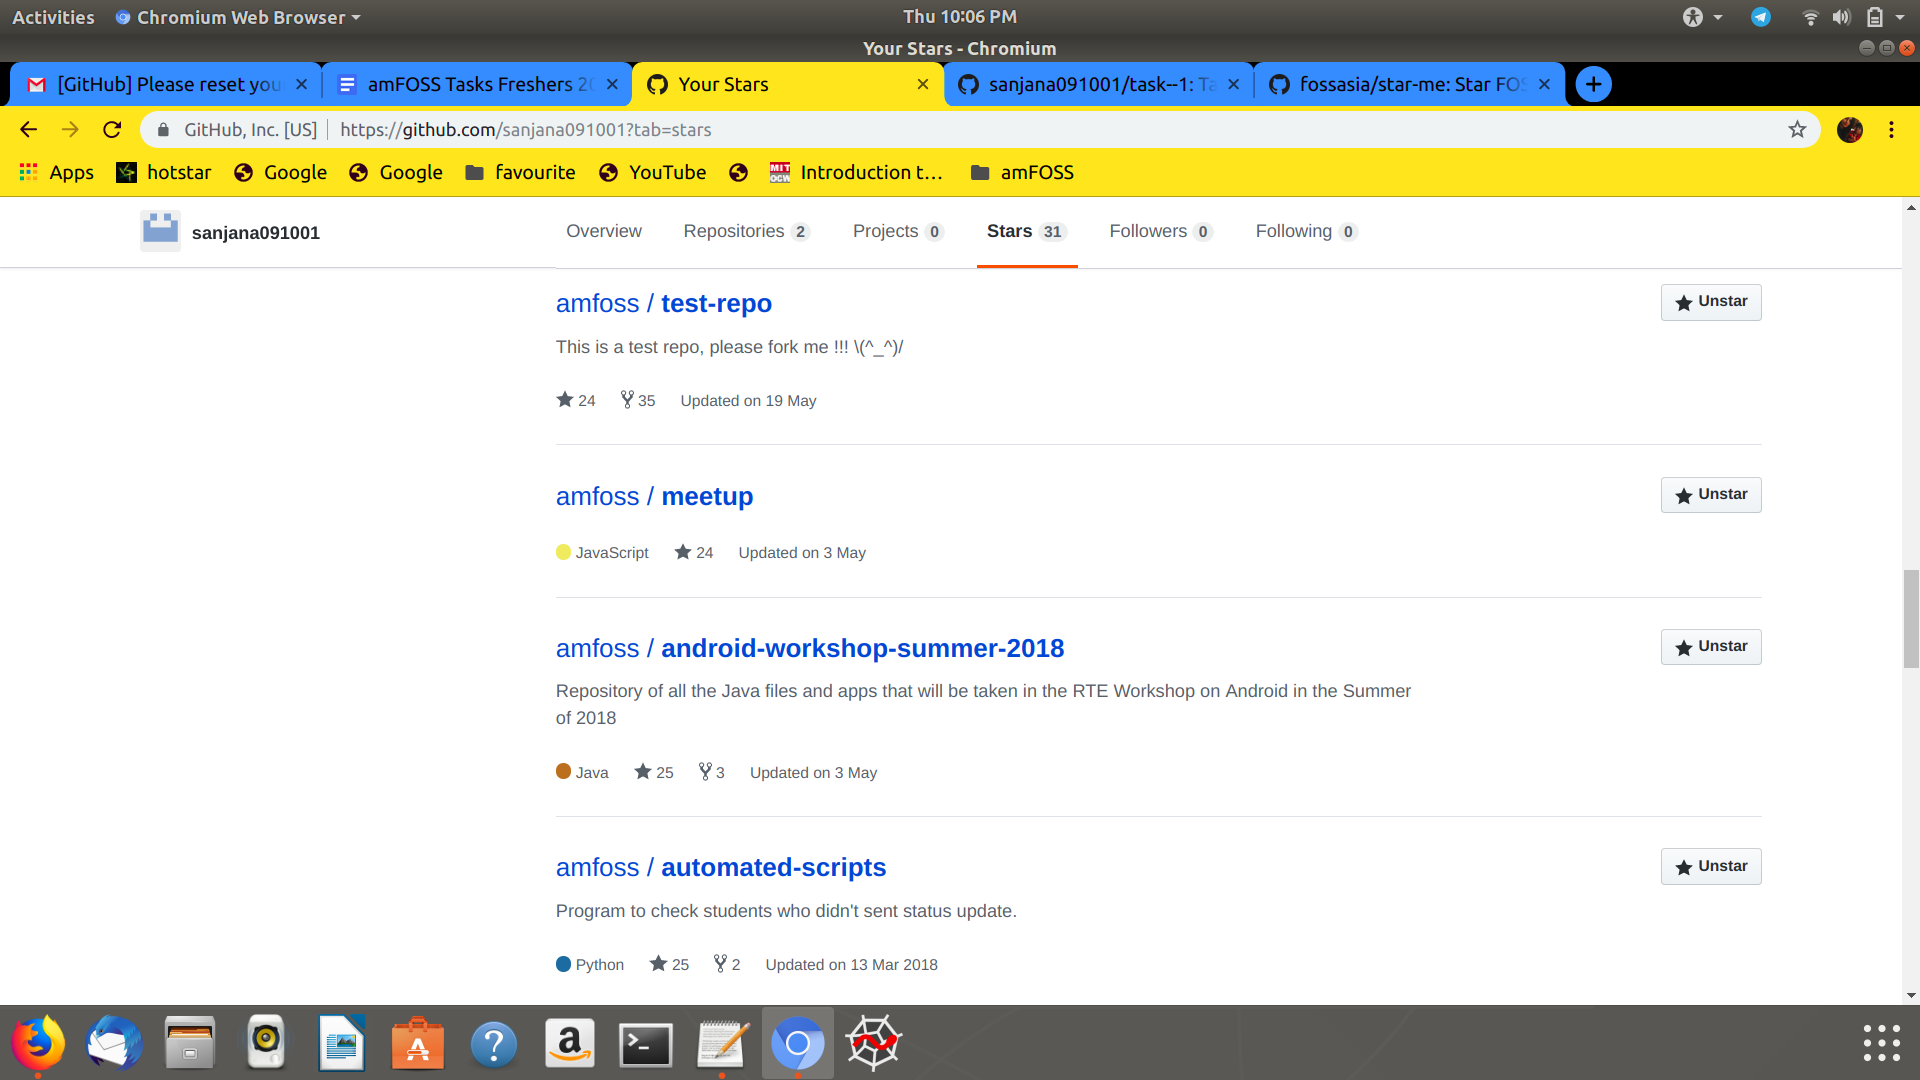 Activities Chromium Web Browser Thu 10:06 PM
Your Stars - Chromium
[GitHub] Please reset you amFOSS Tasks Freshers 20 Your Stars sanjana091001/task--1: Ta fossasia/star-me: Star FOS
GitHub, Inc. [US] https://github.com/sanjana091001?tab=stars
Apps hotstar Google Google favourite YouTube MIT OCW Introduction t... amFOSS
sanjana091001 Overview Repositories 2 Projects 0 Stars 31 Followers 0 Following 0
amfoss / test-repo Unstar
This is a test repo, please fork me !!! \(^_^)/
24 35 Updated on 19 May
amfoss / meetup Unstar
JavaScript 24 Updated on 3 May
amfoss / android-workshop-summer-2018 Unstar
Repository of all the Java files and apps that will be taken in the RTE Workshop on Android in the Summer
of 2018
Java 25 3 Updated on 3 May
amfoss / automated-scripts Unstar
Program to check students who didn't sent status update.
Python 25 2 Updated on 13 Mar 2018